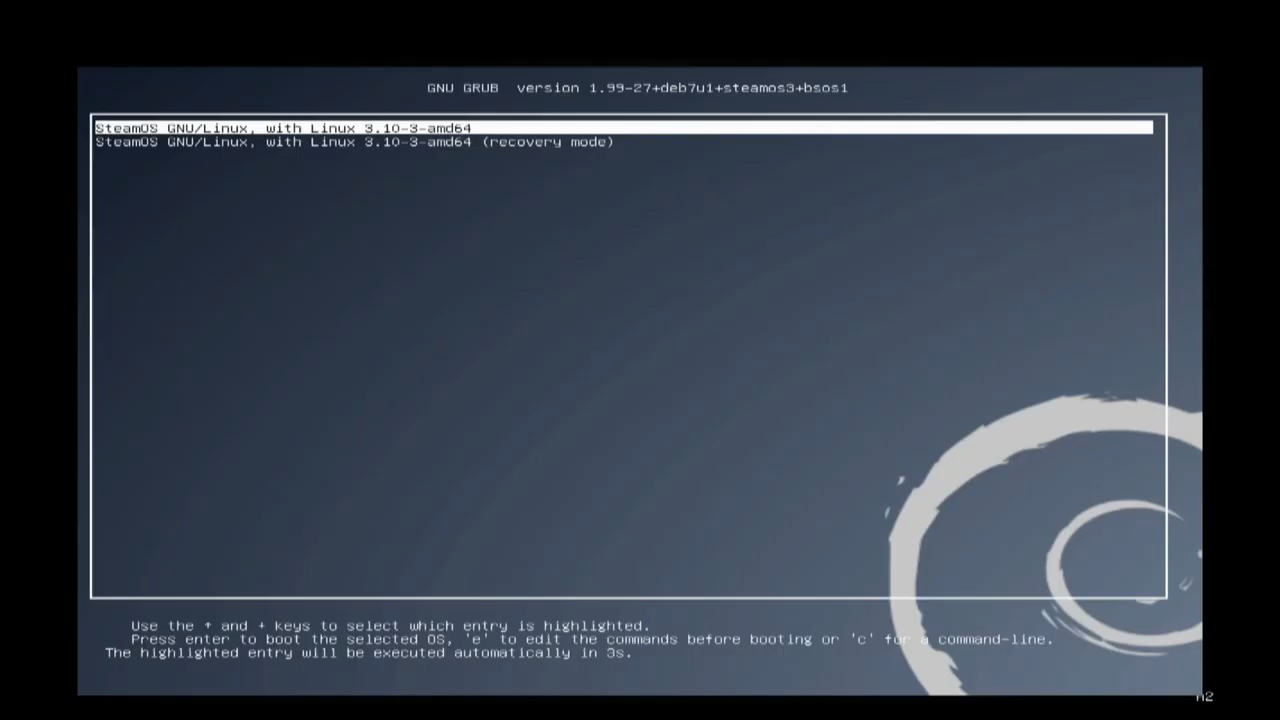 GNU GRUB version 1.99-27+deb7u1+steamos3+bsos1
SteamOS GNU/Linux, with Linux 3.10-3-amd64
SteamOS GNU/Linux, with Linux 3.10-3-amd64 (recovery mode)
Use the ↑ and ↓ keys to select which entry is highlighted.
Press enter to boot the selected OS, 'e' to edit the commands before booting or 'c' for a command-line.
The highlighted entry will be executed automatically in 3s.